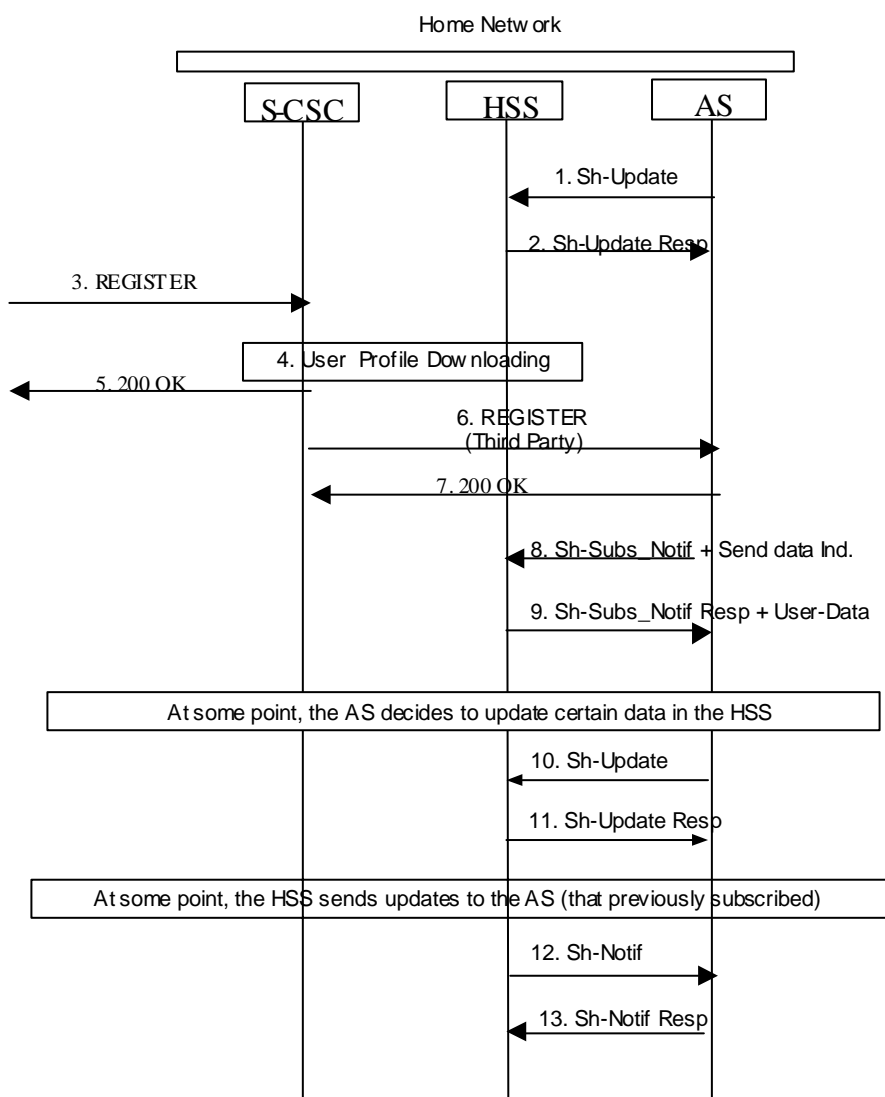 Home Network
S-CSC
HSS
AS
1. Sh-Update
2. Sh-Update Resp
3. REGISTER
4. User Profile Downloading
5. 200 OK
6. REGISTER
(Third Party)
7. 200 OK
8. Sh-Subs_Notif + Send data Ind.
9. Sh-Subs_Notif Resp + User-Data
At some point, the AS decides to update certain data in the HSS
10. Sh-Update
11. Sh-Update Resp
At some point, the HSS sends updates to the AS (that previously subscribed)
12. Sh-Notif
13. Sh-Notif Resp